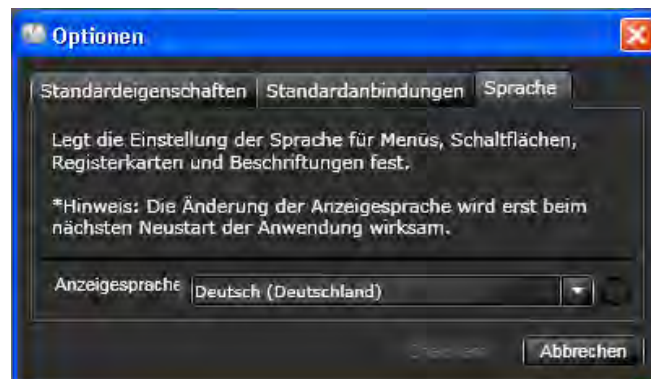 Optionen
Standardeigenschaften Standardanbindungen Sprache
Legt die Einstellung der Sprache für Menüs, Schaltflächen,
Registerkarten und Beschriftungen fest.
*Hinweis: Die Änderung der Anzeigesprache wird erst beim
nächsten Neustart der Anwendung wirksam.
Anzeigesprache Deutsch (Deutschland)
Abbrechen